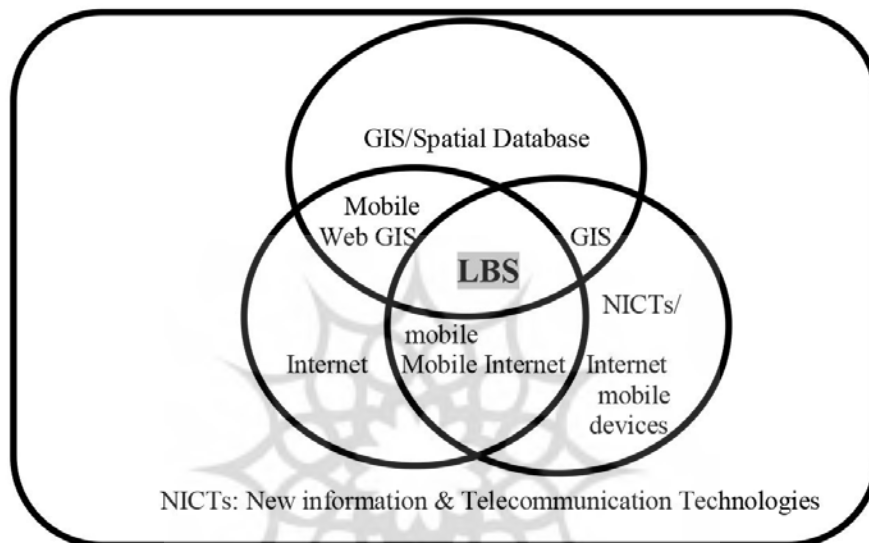 GIS/Spatial Database
Mobile
Web GIS
GIS
LBS
NICTs/
mobile
Internet
Mobile Internet
Internet
mobile
devices
NICTs: New information & Telecommunication Technologies